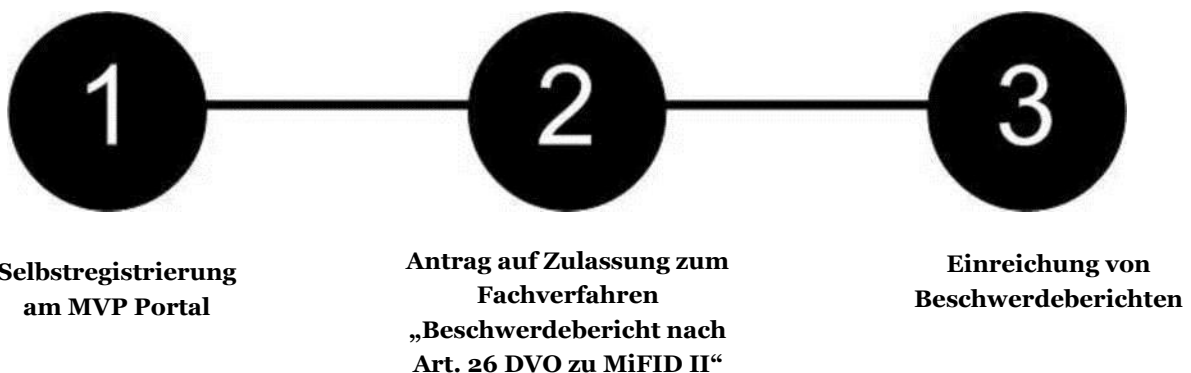 1
2
3
Selbstregistrierung
am MVP Portal
Antrag auf Zulassung zum
Fachverfahren
„Beschwerdebericht nach
Art. 26 DVO zu MiFID II“
Einreichung von
Beschwerdeberichten